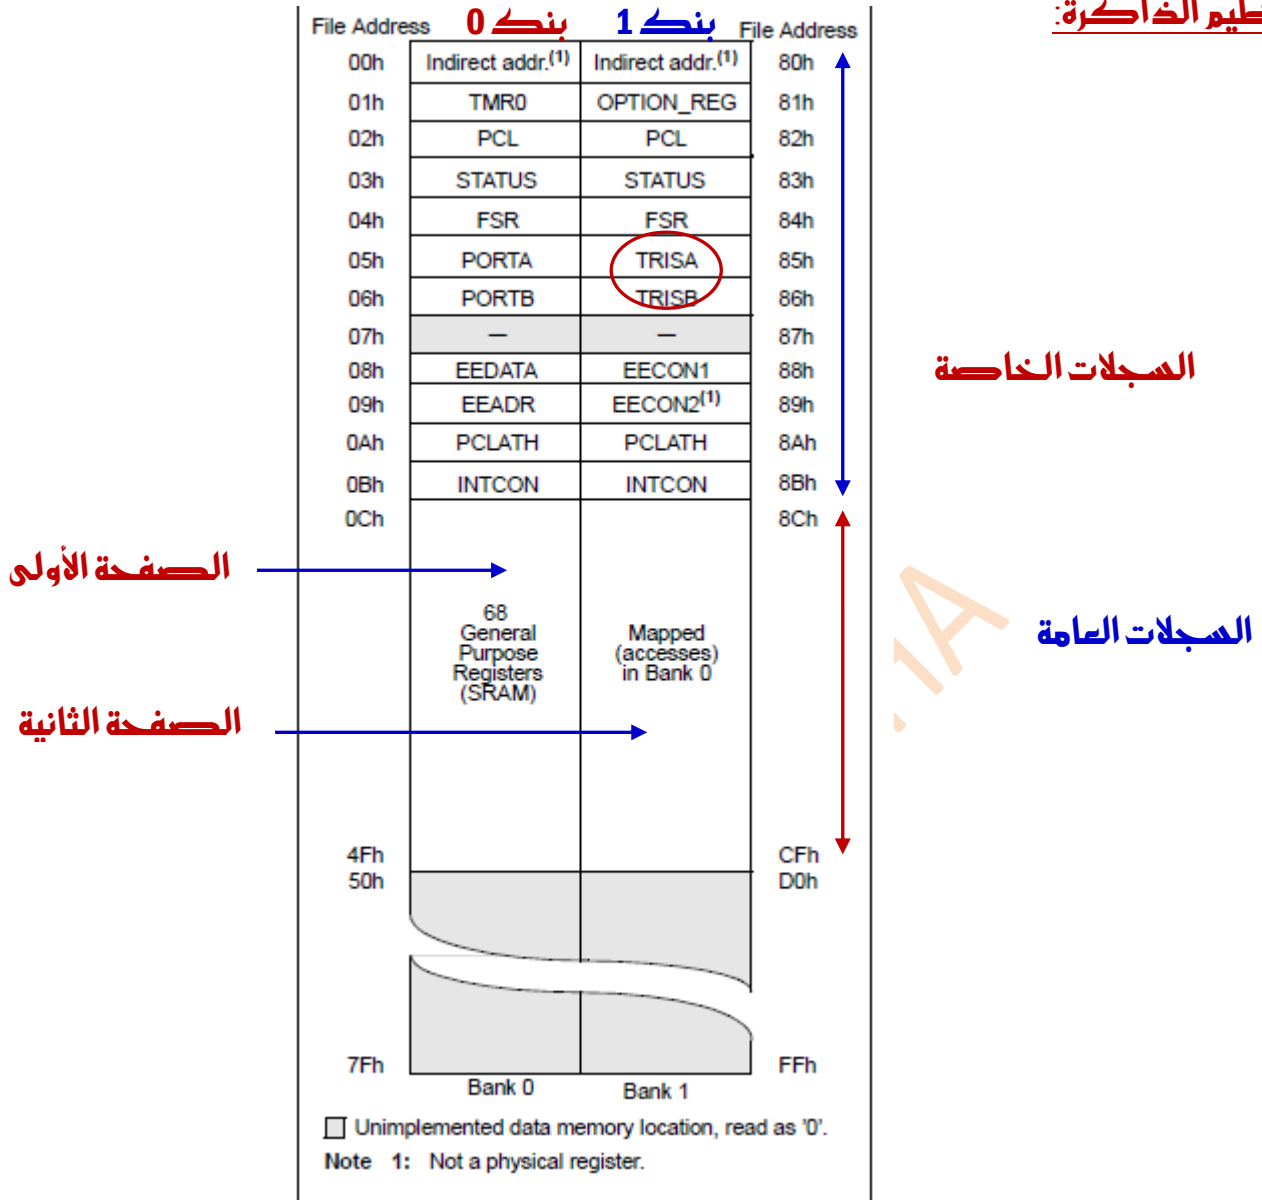 الذاكرة:
File Address بنك 0 بنك 1 File Address
00h Indirect addr.(1) Indirect addr.(1) 80h
01h TMR0 OPTION_REG 81h
02h PCL PCL 82h
03h STATUS STATUS 83h
04h FSR FSR 84h
05h PORTA TRISA 85h
06h PORTB TRISB 86h
07h — — 87h
08h EEDATA EECON1 88h
السجلات الخاصة
09h EEADR EECON2(1) 89h
0Ah PCLATH PCLATH 8Ah
0Bh INTCON INTCON 8Bh
0Ch 8Ch
الصفحة الأولى
68
General
Purpose
Registers
(SRAM)
Mapped
(accesses)
in Bank 0
السجلات العامة
الصفحة الثانية
4Fh CFh
50h D0h
7Fh FFh
Bank 0 Bank 1
Unimplemented data memory location, read as '0'.
Note 1: Not a physical register.